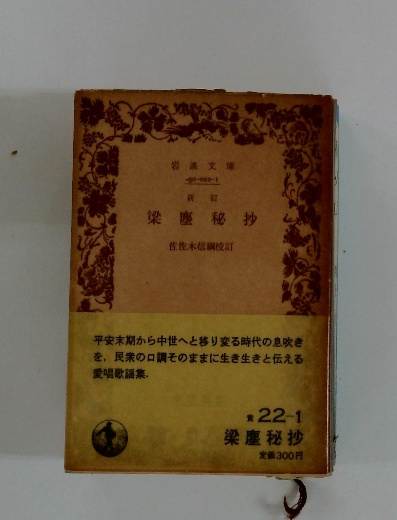 岩波文庫
新訂
梁塵秘抄
佐佐木信綱校訂
平安末期から中世へと移り変る時代の息吹き
を、民衆の口調そのままに生き生きと伝える
愛唱歌謡集．
黄22-1
梁塵秘抄
定価300円